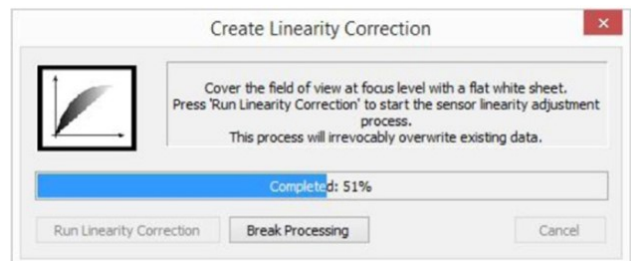 Create Linearity Correction
Cover the field of view at focus level with a flat white sheet.
Press 'Run Linearity Correction' to start the sensor linearity adjustment
process.
This process will irrevocably overwrite existing data.
Completed: 51%
Run Linearity Correction Break Processing Cancel